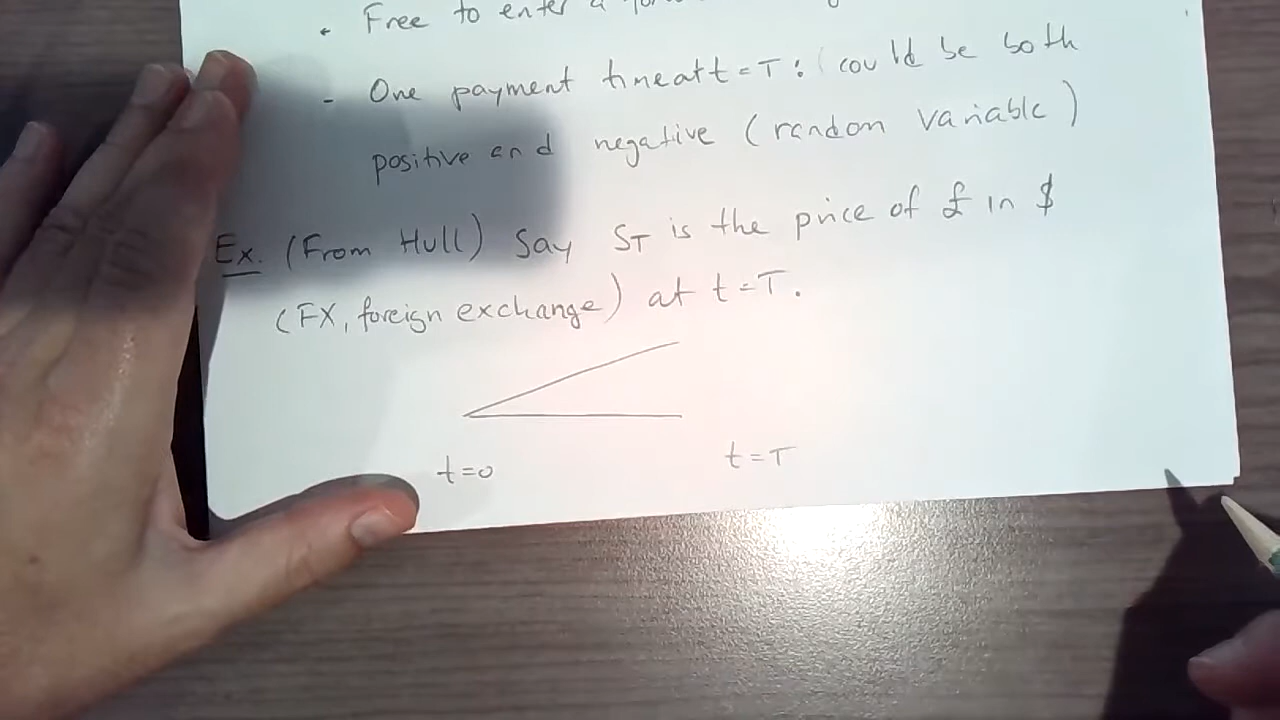 Free to enter a
- One payment time at t=T: could be both
positive and negative (random variable)
Ex. (From Hull) Say ST is the price of £ in $
(FX, foreign exchange) at t=T.
t=0 t=T